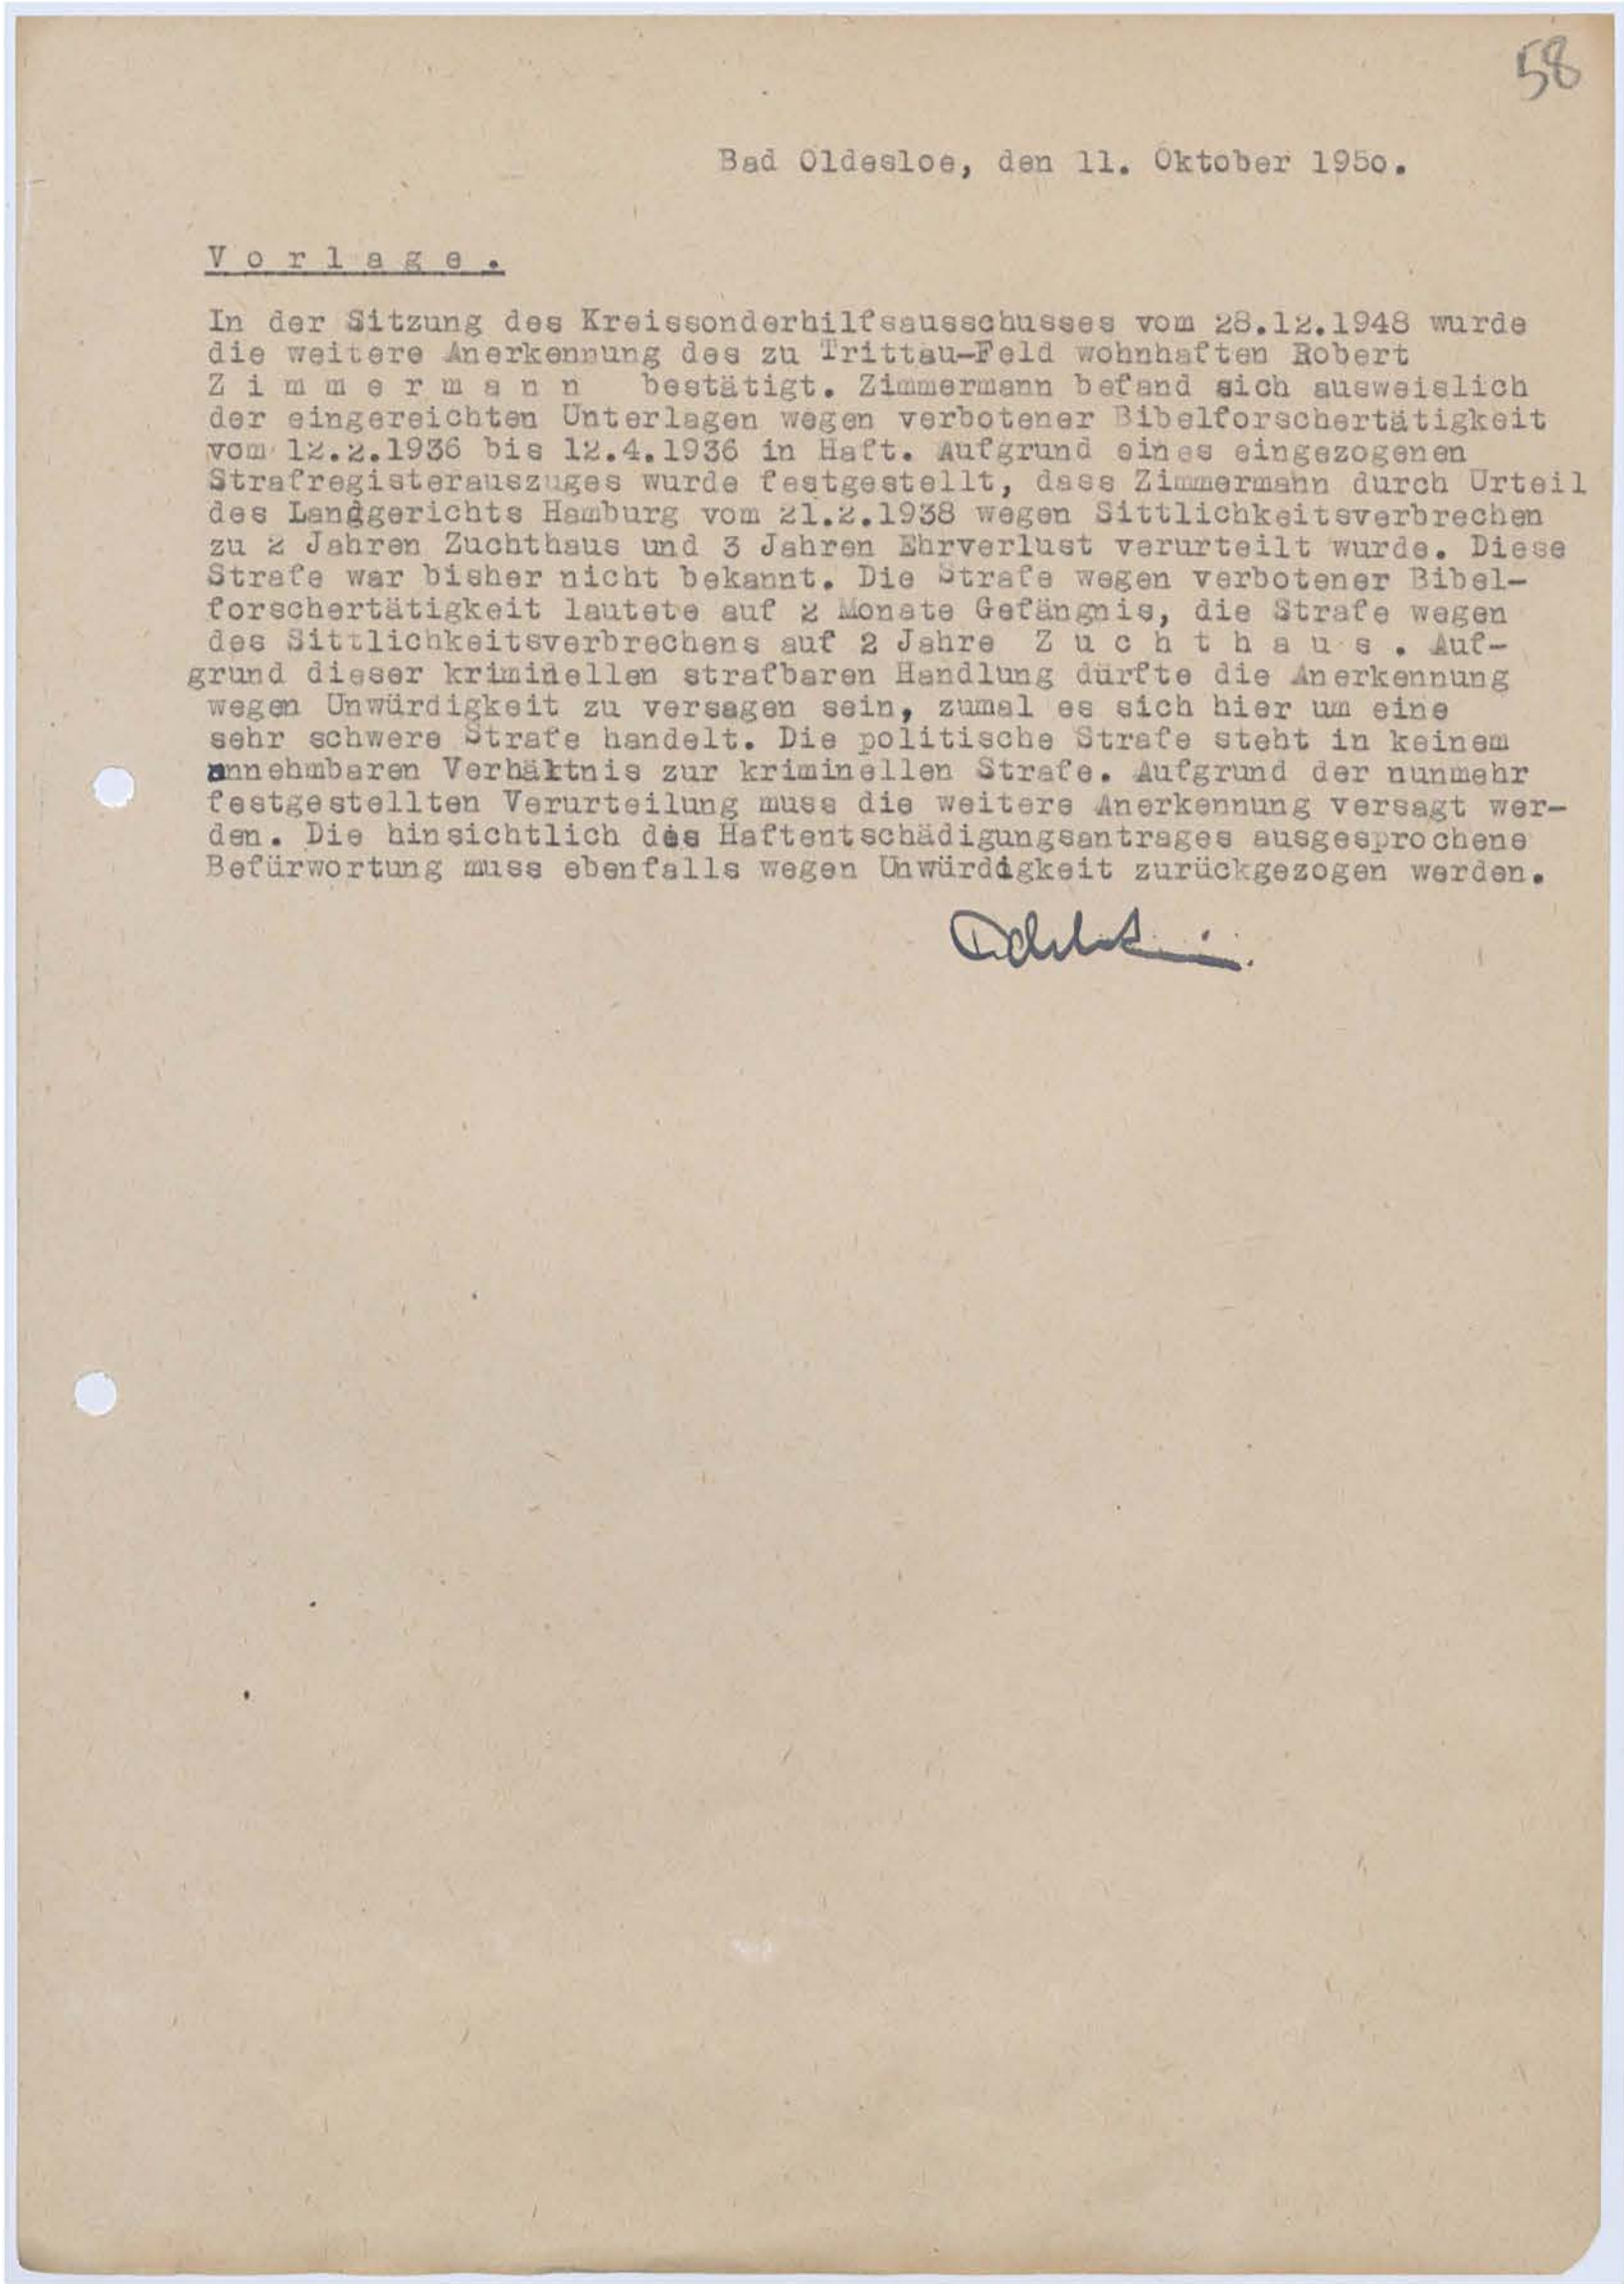 58
Bad Oldesloe, den 11. Oktober 1950.
V o r l a g e .
In der Sitzung des Kreissonderhilfsausschusses vom 28.12.1948 wurde
die weitere Anerkennung des zu Trittau-Feld wohnhaften Robert
Z i m m e r m a n n bestätigt. Zimmermann befand sich ausweislich
der eingereichten Unterlagen wegen verbotener Bibelforschertätigkeit
vom 12.2.1936 bis 12.4.1936 in Haft. Aufgrund eines eingezogenen
Strafregisterauszuges wurde festgestellt, dass Zimmermann durch Urteil
des Langgerichts Hamburg vom 21.2.1938 wegen Sittlichkeitsverbrechen
zu 2 Jahren Zuchthaus und 3 Jahren Ehrverlust verurteilt wurde. Diese
Strafe war bisher nicht bekannt. Die Strafe wegen verbotener Bibel-
forschertätigkeit lautete auf 2 Monate Gefängnis, die Strafe wegen
des Sittlichkeitsverbrechens auf 2 Jahre Z u c h t h a u s . Auf-
grund dieser kriminellen strafbaren Handlung dürfte die Anerkennung
wegen Unwürdigkeit zu versagen sein, zumal es sich hier um eine
sehr schwere Strafe handelt. Die politische Strafe steht in keinem
annehmbaren Verhältnis zur kriminellen Strafe. Aufgrund der nunmehr
festgestellten Verurteilung muss die weitere Anerkennung versagt wer-
den. Die hinsichtlich des Haftentschädigungsantrages ausgesprochene
Befürwortung muss ebenfalls wegen Unwürdigkeit zurückgezogen werden.